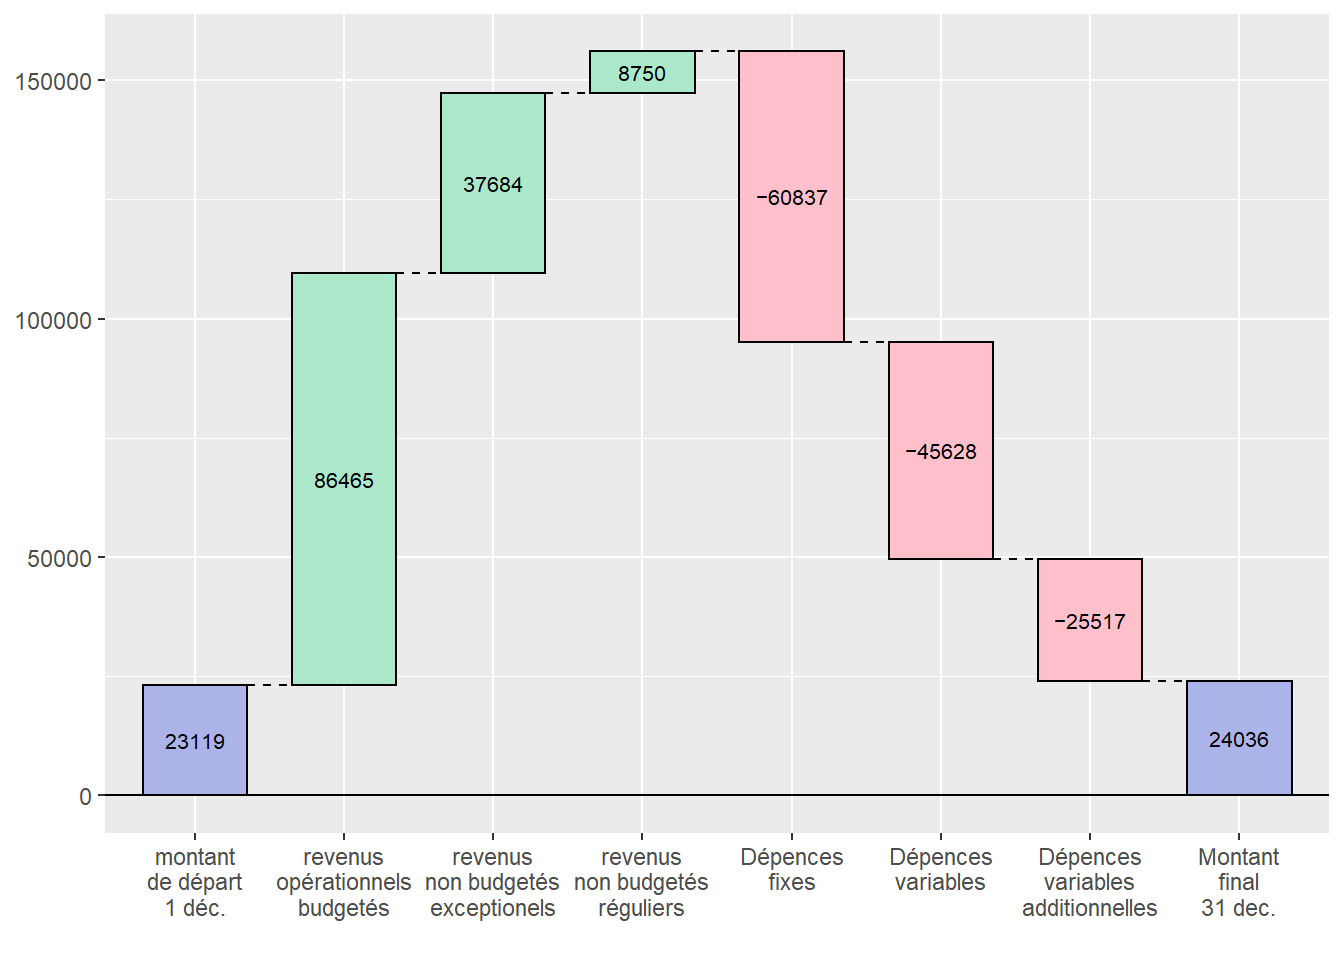 150000
100000
50000
0
8750
37684
−60837
86465
−45628
−25517
23119
24036
montant
de départ
1 déc.
revenus
opérationnels
budgetés
revenus
non budgetés
exceptionels
revenus
non budgetés
réguliers
Dépences
fixes
Dépences
variables
Dépences
variables
additionnelles
Montant
final
31 dec.